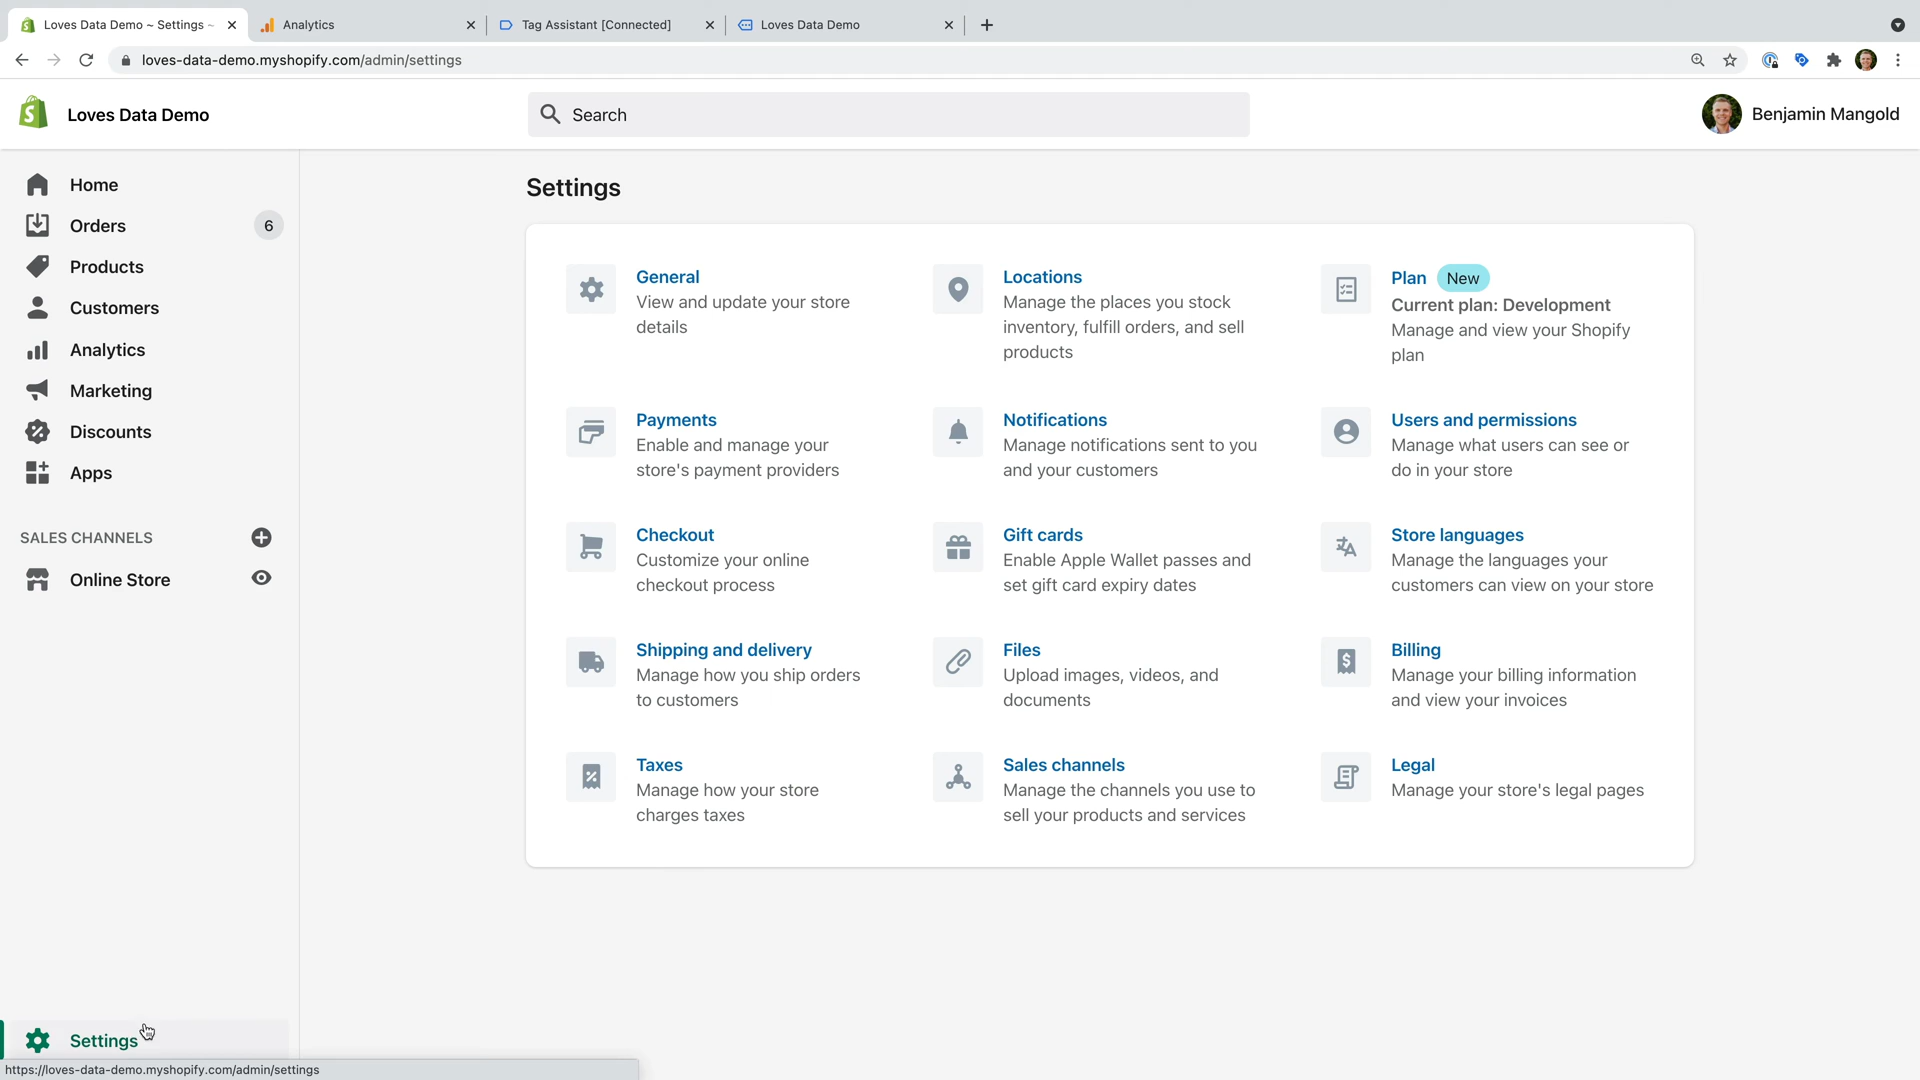 Loves Data Demo ~ Settings ~
Analytics
Tag Assistant [Connected]
Loves Data Demo
loves-data-demo.myshopify.com/admin/settings
Loves Data Demo
Search
Benjamin Mangold
Home
Orders
6
Products
Customers
Analytics
Marketing
Discounts
Apps
SALES CHANNELS
Online Store
Settings
General
View and update your store
details
Locations
Manage the places you stock
inventory, fulfill orders, and sell
products
Plan New
Current plan: Development
Manage and view your Shopify
plan
Payments
Enable and manage your
store's payment providers
Notifications
Manage notifications sent to you
and your customers
Users and permissions
Manage what users can see or
do in your store
Checkout
Customize your online
checkout process
Gift cards
Enable Apple Wallet passes and
set gift card expiry dates
Store languages
Manage the languages your
customers can view on your store
Shipping and delivery
Manage how you ship orders
to customers
Files
Upload images, videos, and
documents
Billing
Manage your billing information
and view your invoices
Taxes
Manage how your store
charges taxes
Sales channels
Manage the channels you use to
sell your products and services
Legal
Manage your store's legal pages
Settings
https://loves-data-demo.myshopify.com/admin/settings